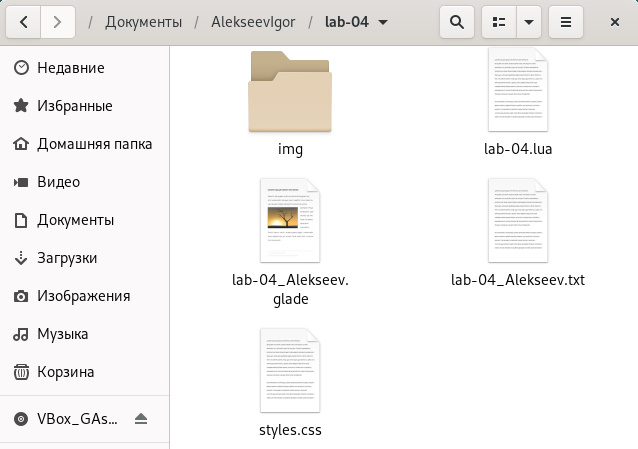 / Документы / AlekseevIgor / lab-04
Недавние
Избранные
Домашняя папка
Видео
Документы
Загрузки
Изображения
Музыка
Корзина
VBox_GAs...
img
lab-04.lua
lab-04_Alekseev.
glade
lab-04_Alekseev.txt
styles.css